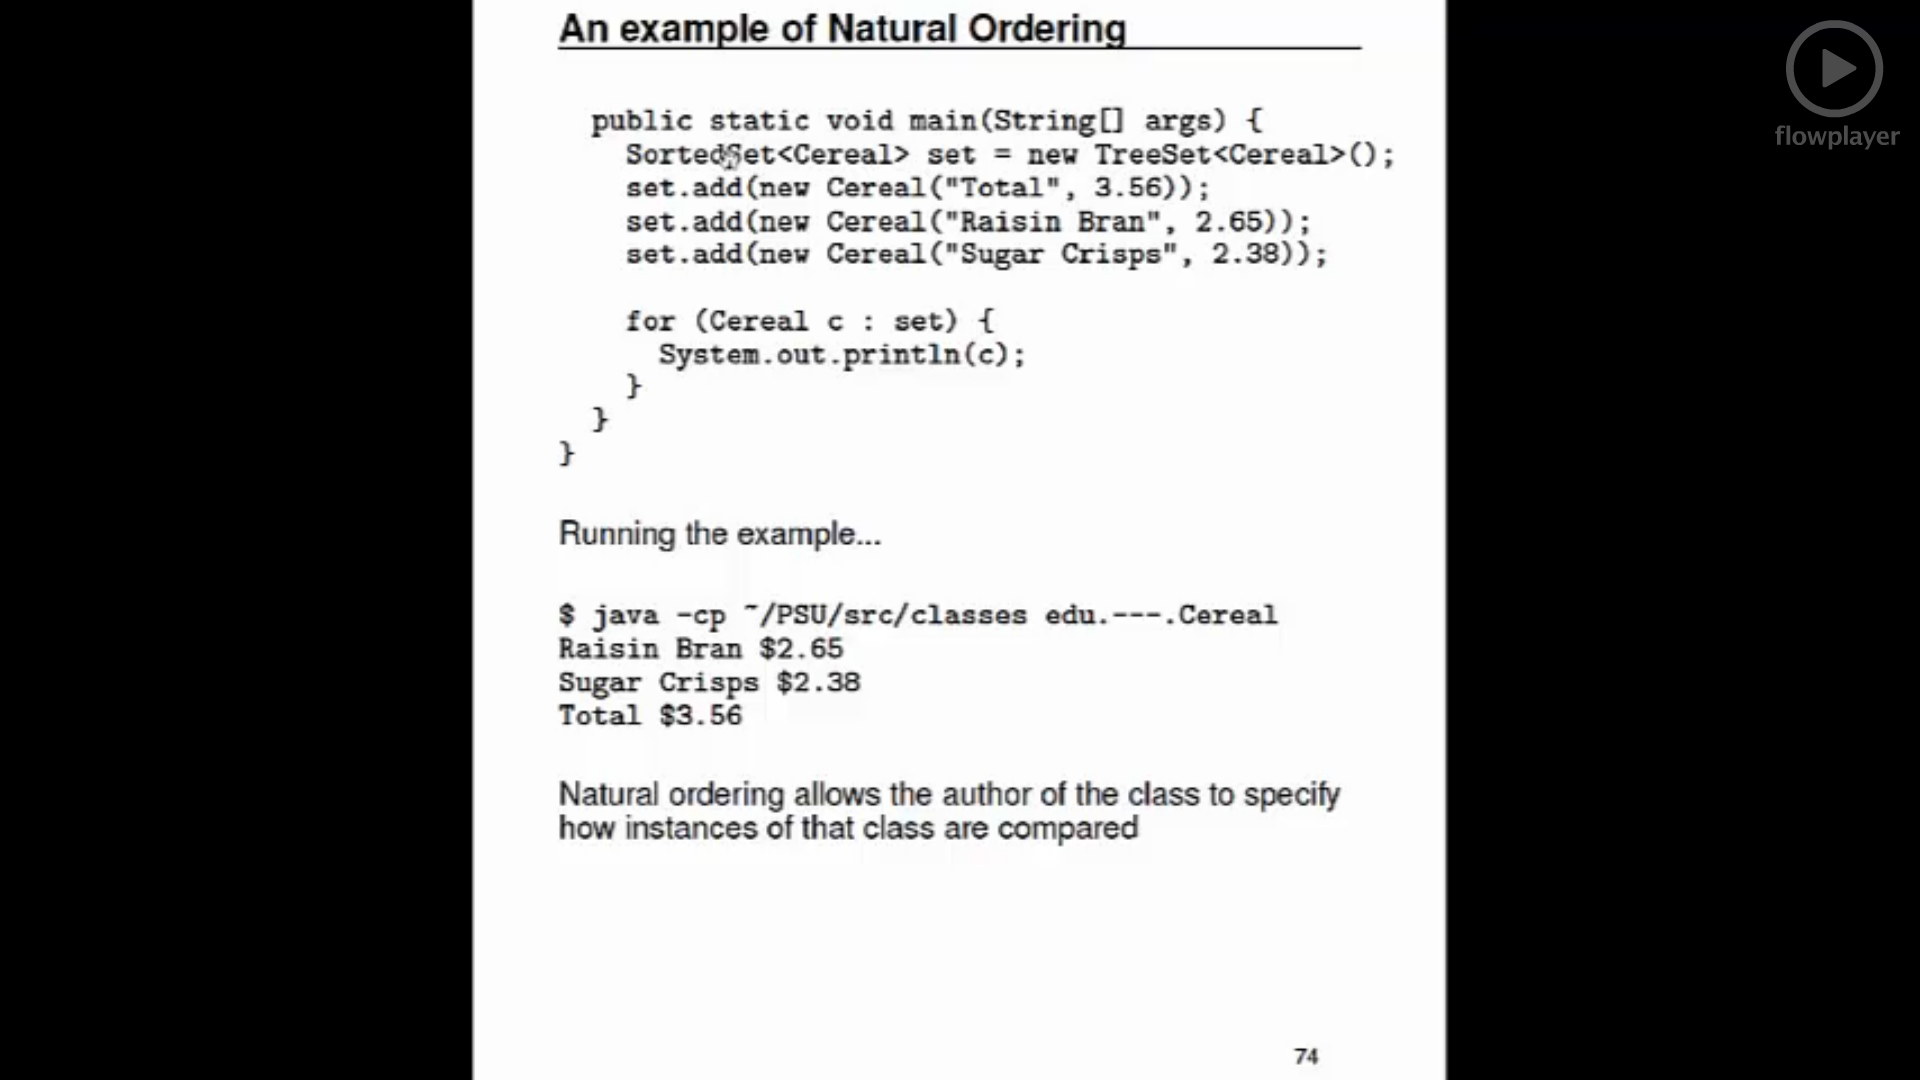 An example of Natural Ordering
public static void main(String[] args) {
SortedSet<Cereal> set = new TreeSet<Cereal>();
set.add(new Cereal("Total", 3.56));
set.add(new Cereal("Raisin Bran", 2.65));
set.add(new Cereal("Sugar Crisps", 2.38));
for (Cereal c : set) {
System.out.println(c);
}
}
}
Running the example...
$ java -cp ~/PSU/src/classes edu.---.Cereal
Raisin Bran $2.65
Sugar Crisps $2.38
Total $3.56
Natural ordering allows the author of the class to specify
how instances of that class are compared
74
flowplayer